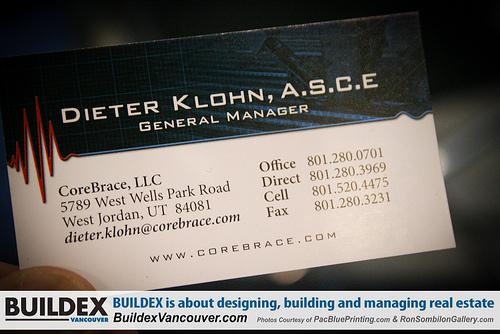 DIETER KLOHN, A.S.C.E
GENERAL MANAGER
CoreBrace, LLC
5789 West Wells Park Road
West Jordan, UT 84081
dieter.klohn@corebrace.com
Office 801.280.0701
Direct 801.280.3969
Cell 801.520.4475
Fax 801.280.3231
WWW.COREBRACE.COM
BUILDEX
VANCOUVER
BUILDEX is about designing, building and managing real estate
BuildexVancouver.com
Photos Courtesy of PacBluePrinting.com & RonSombilonGallery.com